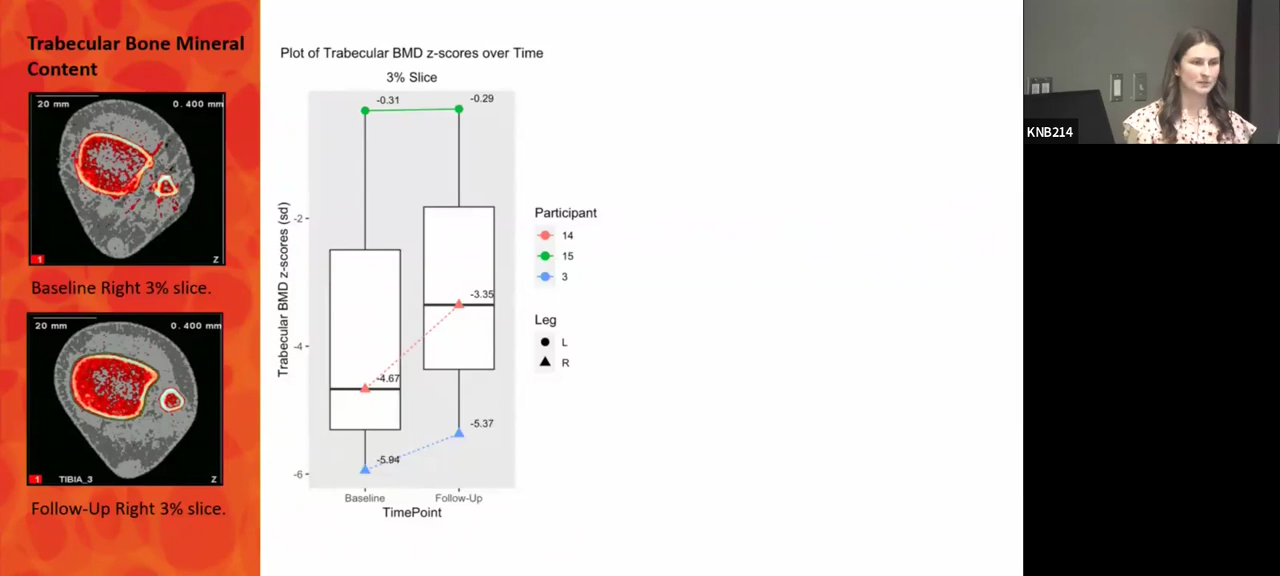 Trabecular Bone Mineral
Content
20 mm 0.400 mm
1 Z
Baseline Right 3% slice.
20 mm 0.400 mm
1 TIBIA_3 Z
Follow-Up Right 3% slice.
Plot of Trabecular BMD z-scores over Time
3% Slice
-0.31 -0.29
-2
-3.35
-4
-4.67
-5.37
-5.94
-6
Trabecular BMD z-scores (sd)
Baseline Follow-Up
TimePoint
Participant
14
15
3
Leg
L
R
KNB214